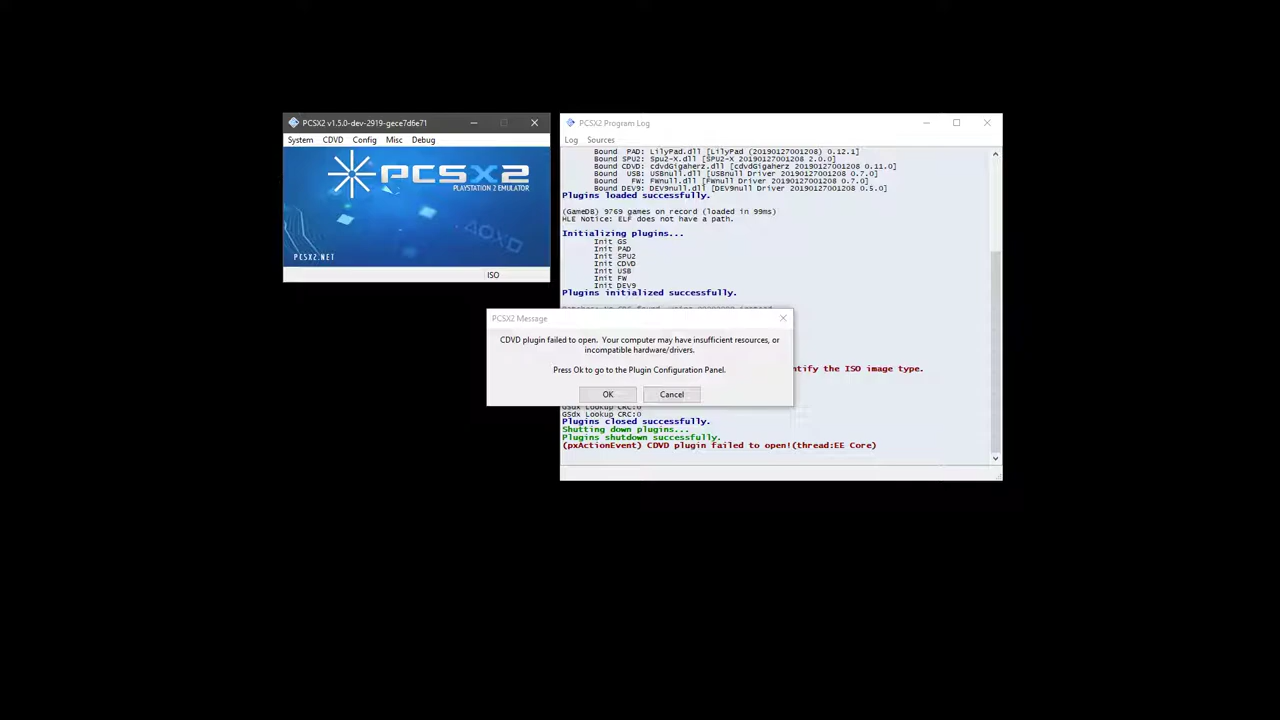 PCSX2 v1.5.0-dev-2919-gece7d6e71
System CDVD Config Misc Debug
PCSX2
PLAYSTATION 2 EMULATOR
PCSX2.NET
ISO
PCSX2 Program Log
Log Sources
Bound PAD: LilyPad.dll [LilyPad (20190127001208) 0.12.1]
Bound SPU2: Spu2-X.dll [SPU2-X 20190127001208 2.0.0]
Bound CDVD: cdvdGigaherz.dll [cdvdGigaherz 20190127001208 0.11.0]
Bound USB: USBnull.dll [USBnull Driver 20190127001208 0.7.0]
Bound FW: FWnull.dll [FWnull Driver 20190127001208 0.7.0]
Bound DEV9: DEV9null.dll [DEV9null Driver 20190127001208 0.5.0]
Plugins loaded successfully.
(GameDB) 9769 games on record (loaded in 99ms)
HLE Notice: ELF does not have a path.
Initializing plugins...
Init GS
Init PAD
Init SPU2
Init CDVD
Init USB
Init FW
Init DEV9
Plugins initialized successfully.
PCSX2 Message
CDVD plugin failed to open. Your computer may have insufficient resources, or
incompatible hardware/drivers.
Press Ok to go to the Plugin Configuration Panel.
OK Cancel
the ISO image type.
GSdx Lookup CRC:0
GSdx Lookup CRC:0
Plugins closed successfully.
Shutting down plugins...
Plugins shutdown successfully.
(pxActionEvent) CDVD plugin failed to open!(thread:EE Core)